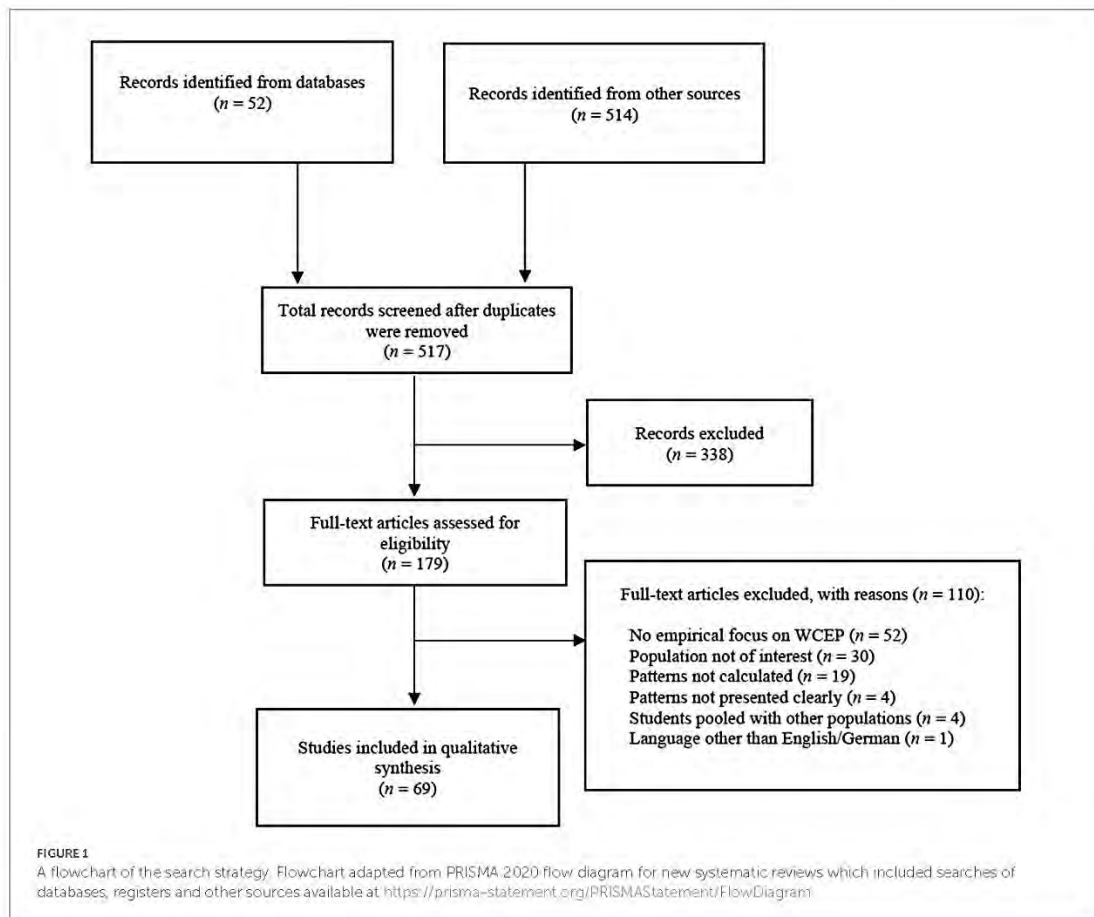 Records identified from databases
(n = 52)
Records identified from other sources
(n = 514)
Total records screened after duplicates
were removed
(n = 517)
Records excluded
(n = 338)
Full-text articles assessed for
eligibility
(n = 179)
Full-text articles excluded, with reasons (n = 110):
No empirical focus on WCEP (n = 52)
Population not of interest (n = 30)
Patterns not calculated (n = 19)
Patterns not presented clearly (n = 4)
Students pooled with other populations (n = 4)
Language other than English/German (n = 1)
Studies included in qualitative
synthesis
(n = 69)
FIGURE 1
A flowchart of the search strategy. Flowchart adapted from PRISMA 2020 flow diagram for new systematic reviews which included searches of
databases, registers and other sources available at https://prisma-statement.org/PRISMAStatement/FlowDiagram